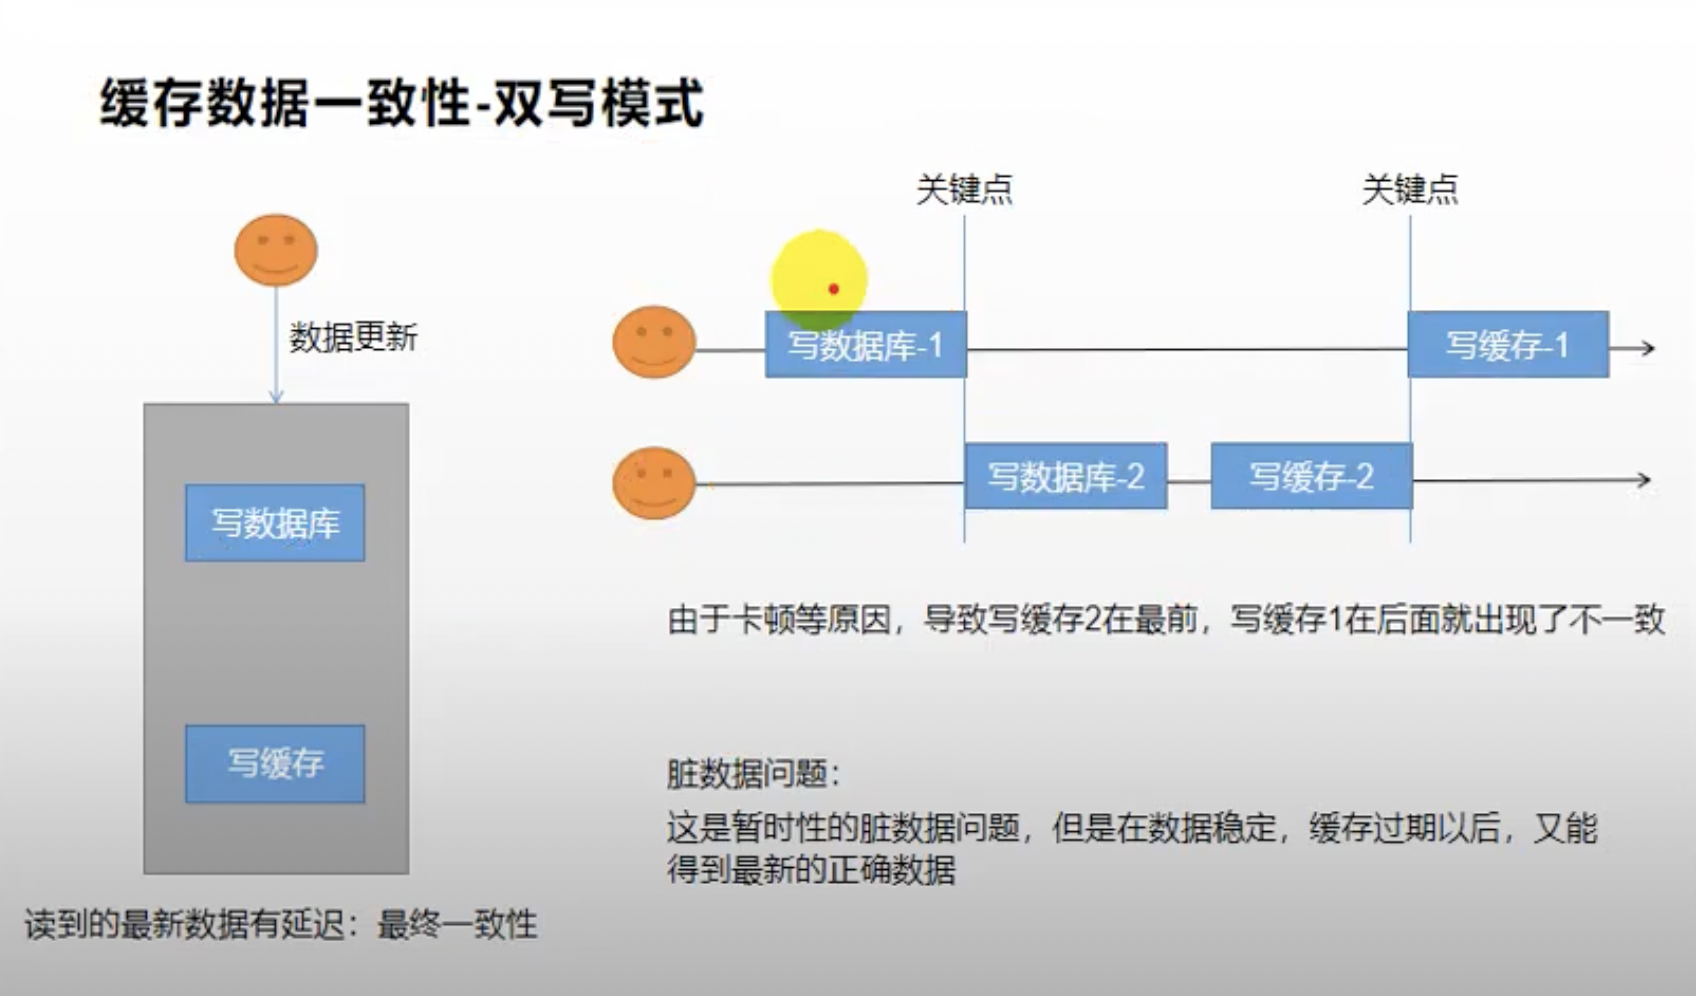 缓存数据一致性-双写模式
关键点
关键点
数据更新
写数据库-1
写缓存-1
写数据库-2
写缓存-2
写数据库
写缓存
由于卡顿等原因，导致写缓存2在最前，写缓存1在后面就出现了不一致
脏数据问题：
这是暂时性的脏数据问题，但是在数据稳定，缓存过期以后，又能
得到最新的正确数据
读到的最新数据有延迟：最终一致性